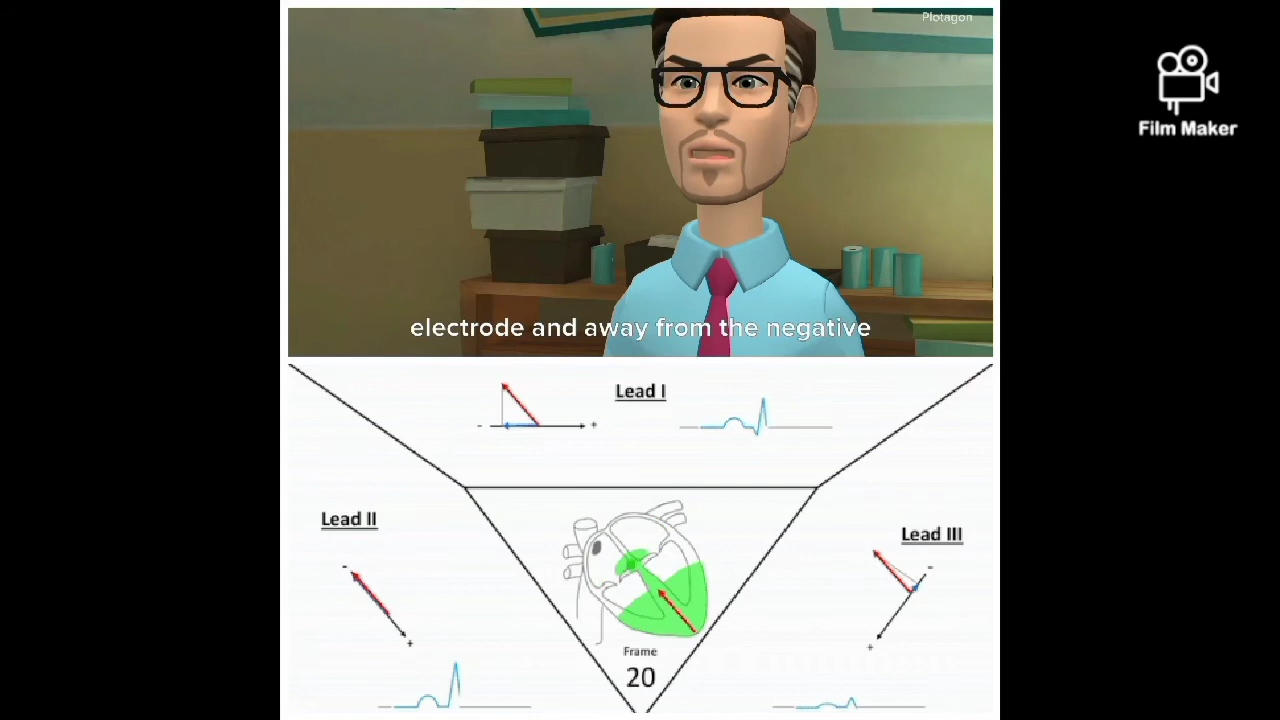 Plotagon
Film Maker
electrode and away from the negative
Lead I
- +
Lead II
Lead III
-
+
-
+
Frame
20